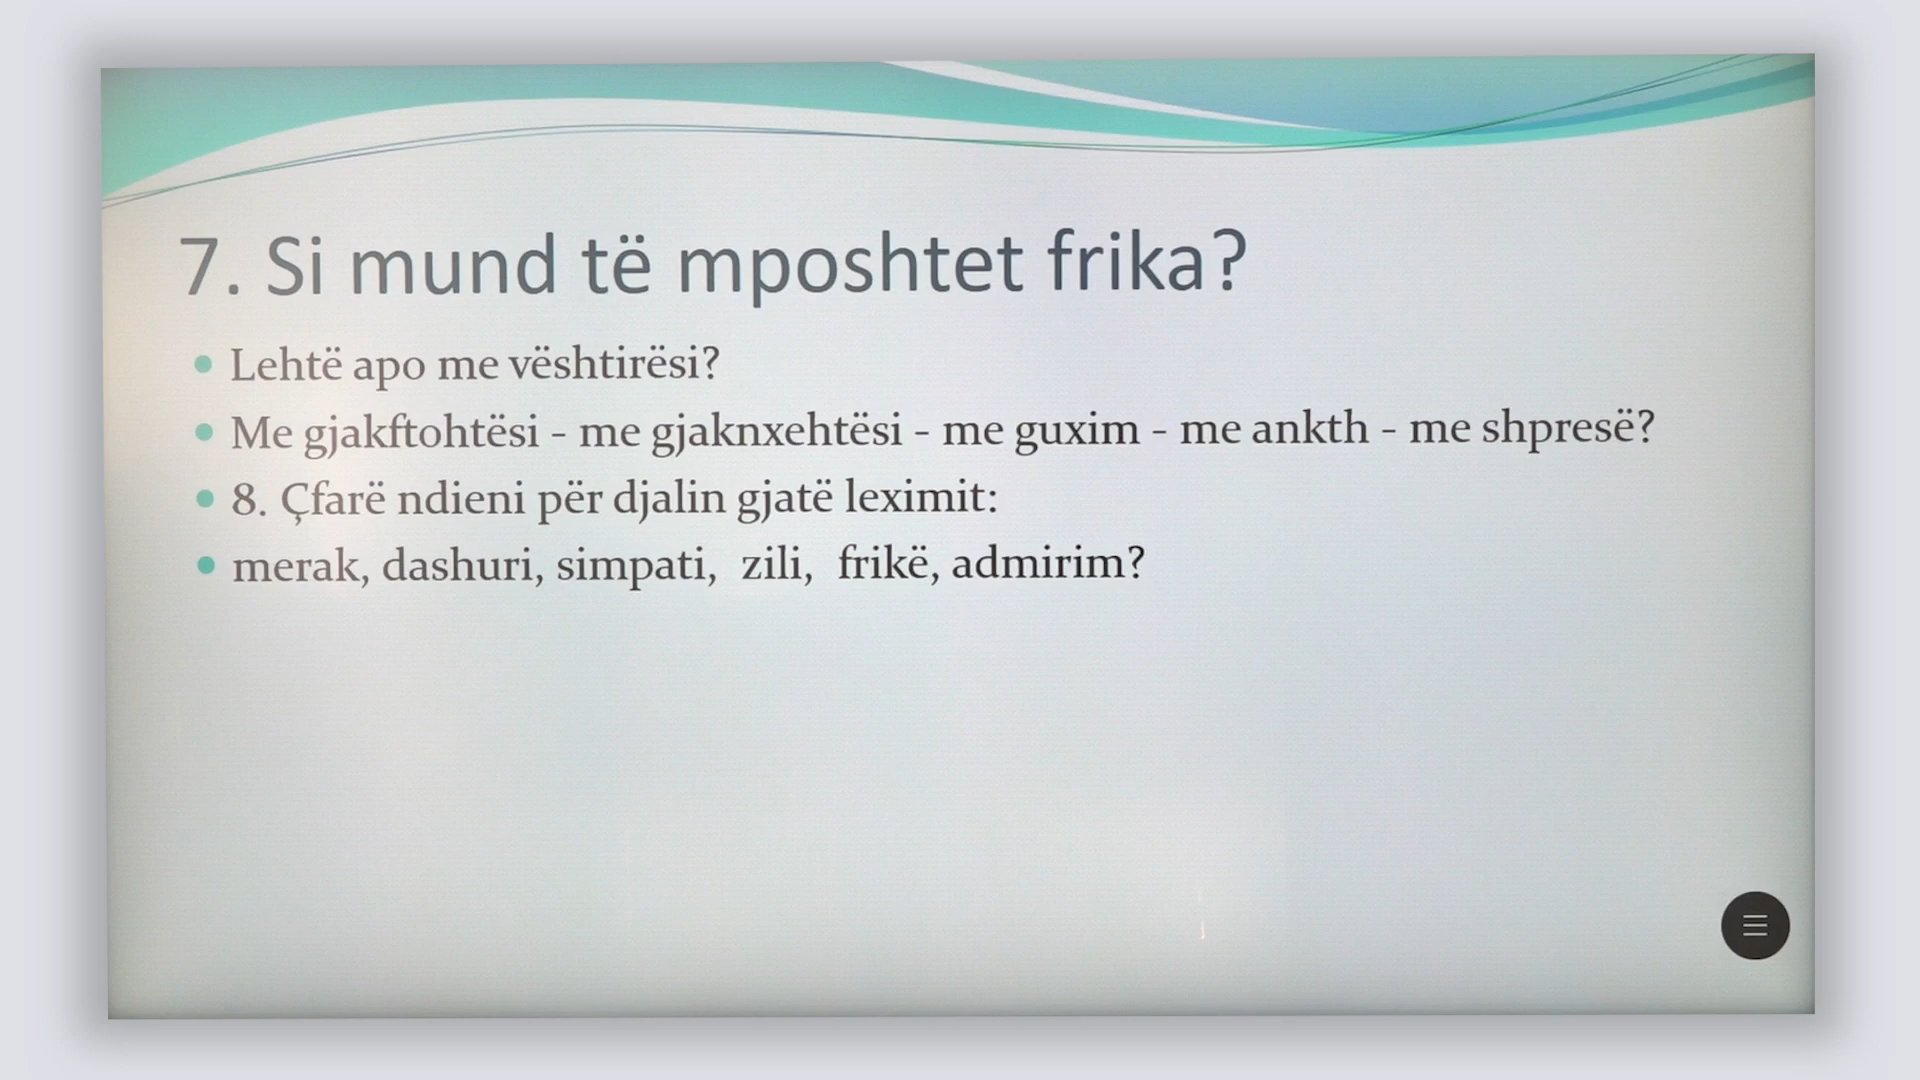 7. Si mund të mposhtet frika?
Lehtë apo me vështirësi?
Me gjakftohtësi - me gjaknxehtësi - me guxim - me ankth - me shpresë?
8. Çfarë ndieni për djalin gjatë leximit:
merak, dashuri, simpati, zili, frikë, admirim?